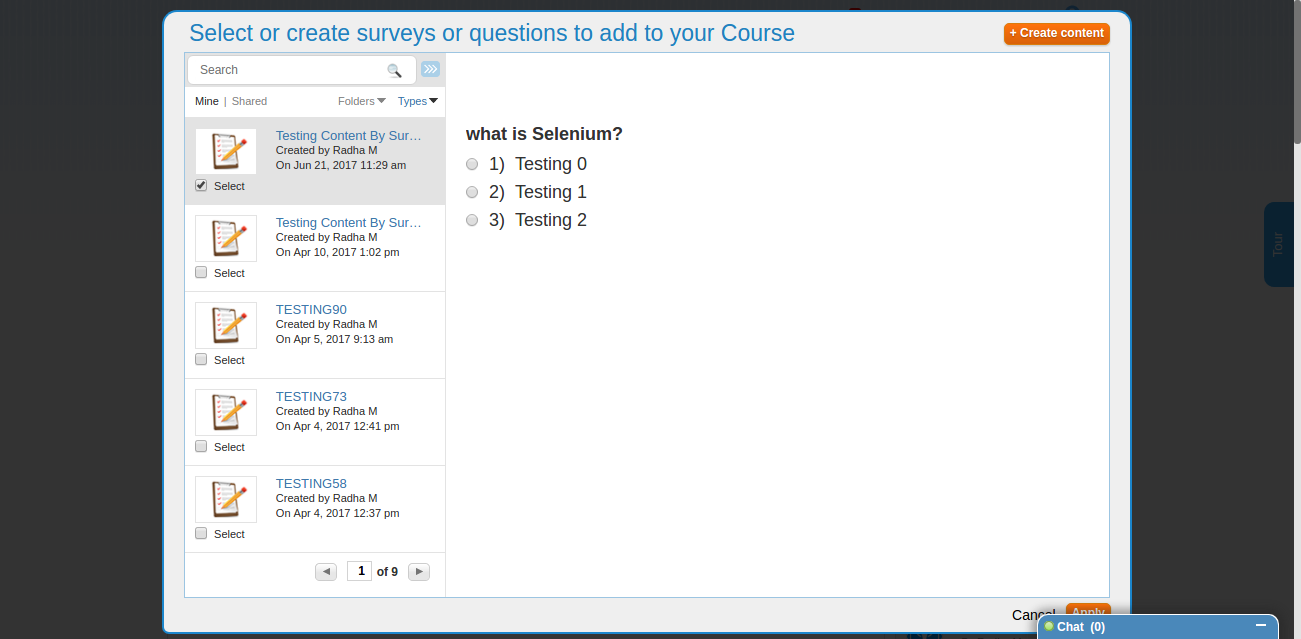 Select or create surveys or questions to add to your Course
+ Create content
Search
Mine | Shared
Folders
Types
Testing Content By Sur…
Created by Radha M
On Jun 21, 2017 11:29 am
Select
Testing Content By Sur…
Created by Radha M
On Apr 10, 2017 1:02 pm
Select
TESTING90
Created by Radha M
On Apr 5, 2017 9:13 am
Select
TESTING73
Created by Radha M
On Apr 4, 2017 12:41 pm
Select
TESTING58
Created by Radha M
On Apr 4, 2017 12:37 pm
Select
1 of 9
what is Selenium?
1) Testing 0
2) Testing 1
3) Testing 2
Tour
Cancel
Apply
Chat (0)